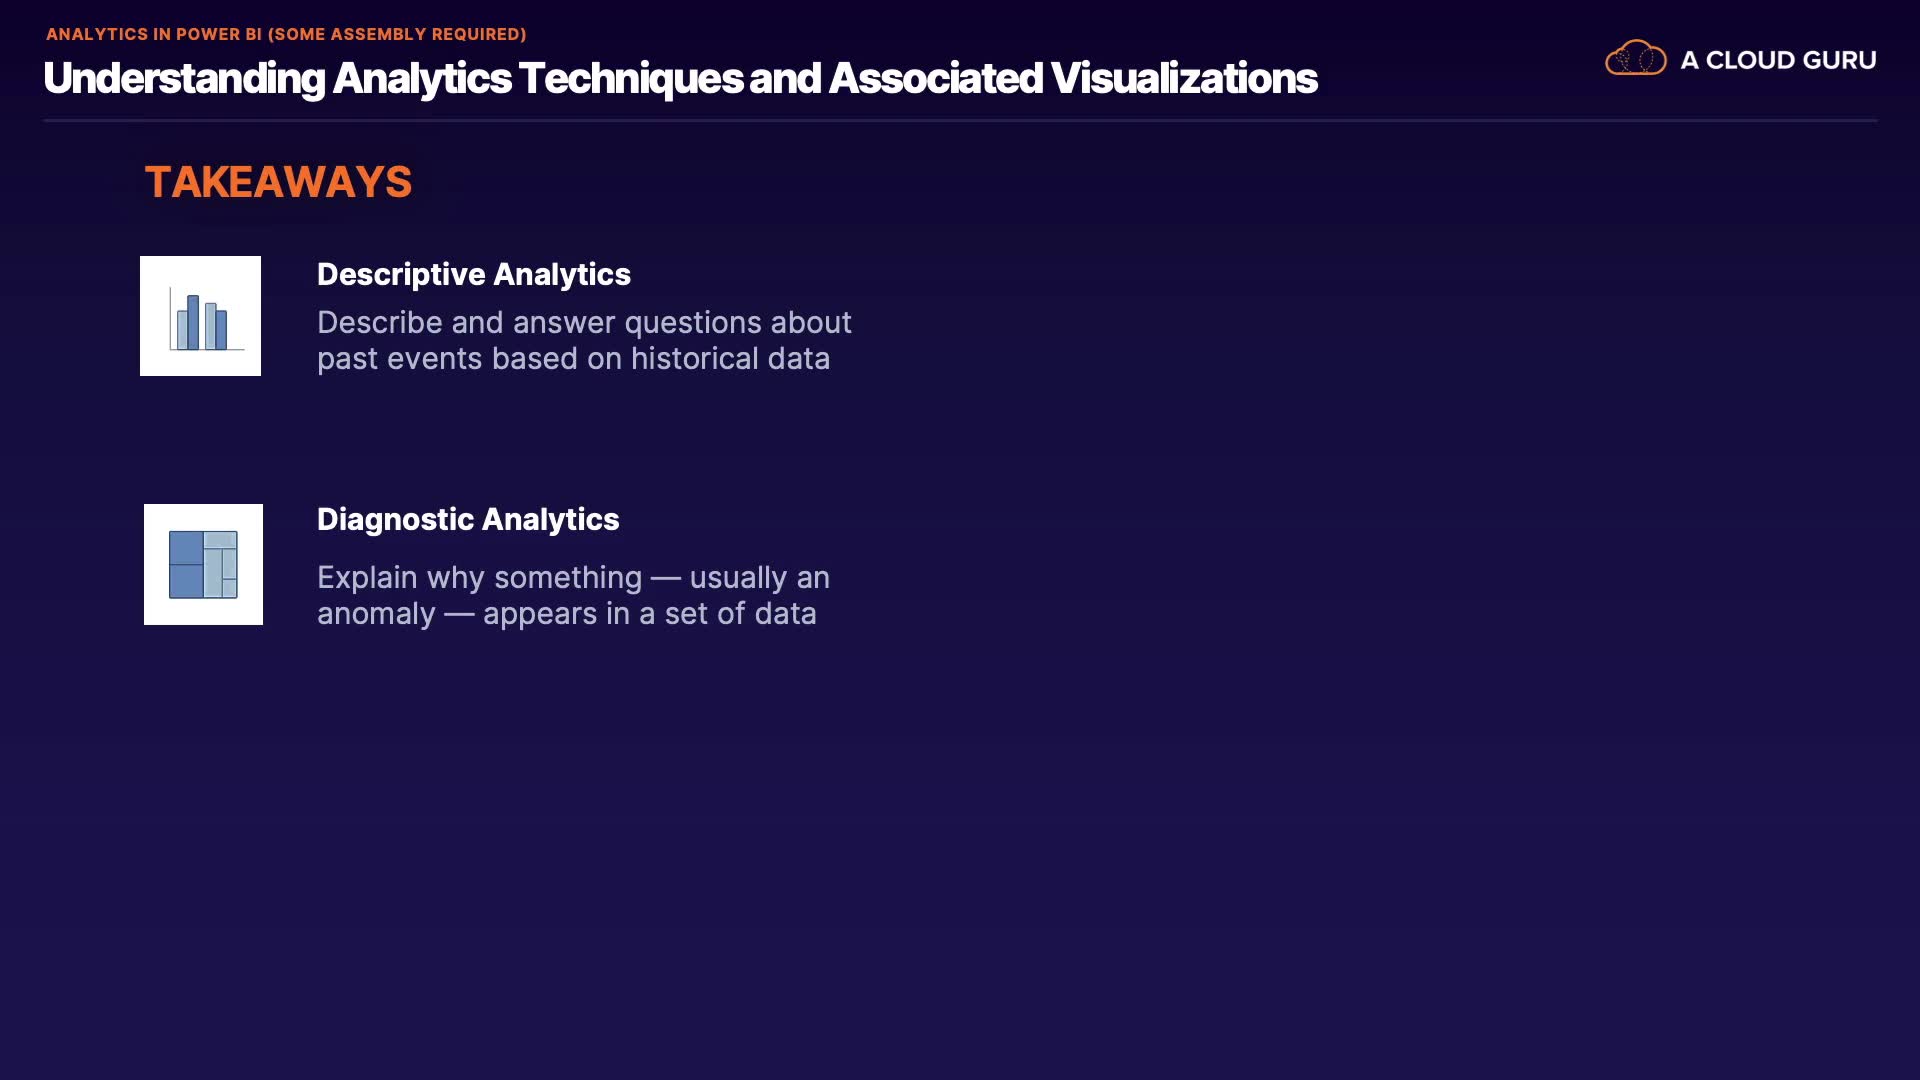 ANALYTICS IN POWER BI (SOME ASSEMBLY REQUIRED)
Understanding Analytics Techniques and Associated Visualizations
A CLOUD GURU
TAKEAWAYS
Descriptive Analytics
Describe and answer questions about
past events based on historical data
Diagnostic Analytics
Explain why something — usually an
anomaly — appears in a set of data